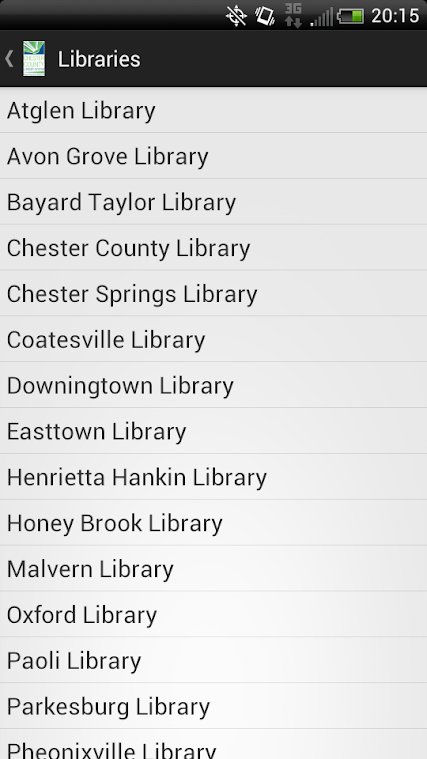 3G
20:15
CHESTER
COUNTY
Libraries
Atglen Library
Avon Grove Library
Bayard Taylor Library
Chester County Library
Chester Springs Library
Coatesville Library
Downingtown Library
Easttown Library
Henrietta Hankin Library
Honey Brook Library
Malvern Library
Oxford Library
Paoli Library
Parkesburg Library
Pheonixville Library